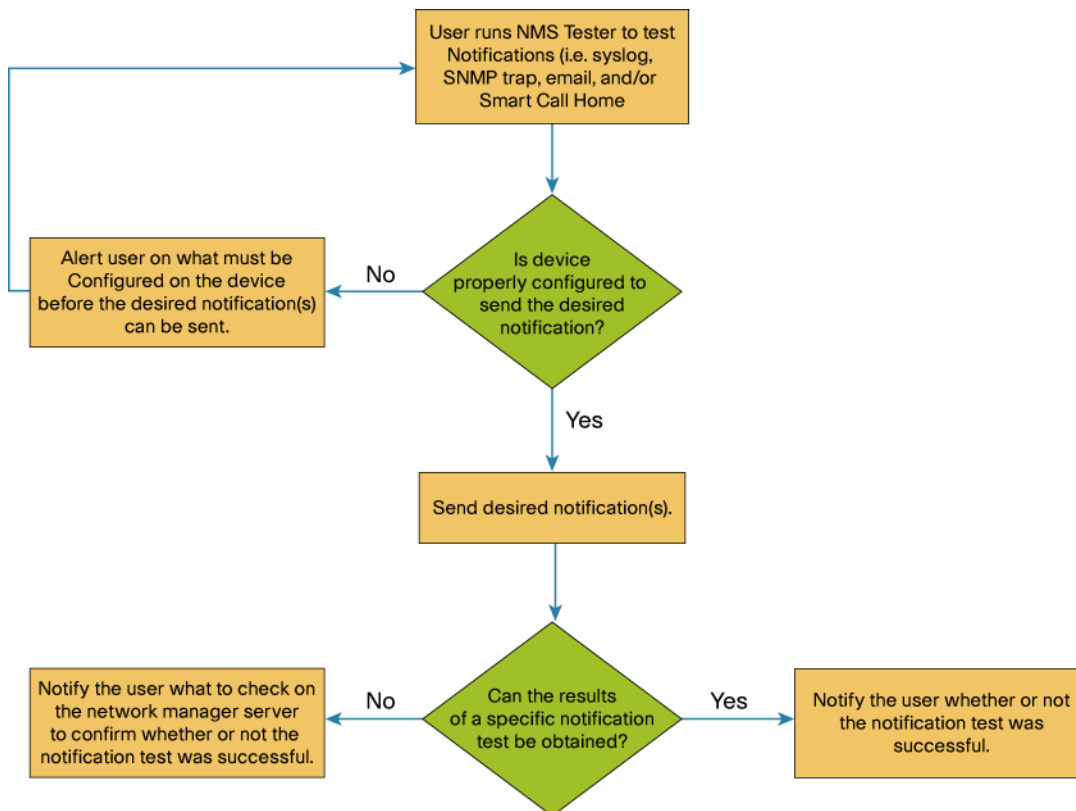 User runs NMS Tester to test
Notifications (i.e. syslog,
SNMP trap, email, and/or
Smart Call Home
Is device
properly configured to
send the desired
notification?
No
Alert user on what must be
Configured on the device
before the desired notification(s)
can be sent.
Yes
Send desired notification(s).
Can the results
of a specific notification
test be obtained?
No
Notify the user what to check on
the network manager server
to confirm whether or not the
notification test was successful.
Yes
Notify the user whether or not
the notification test was
successful.